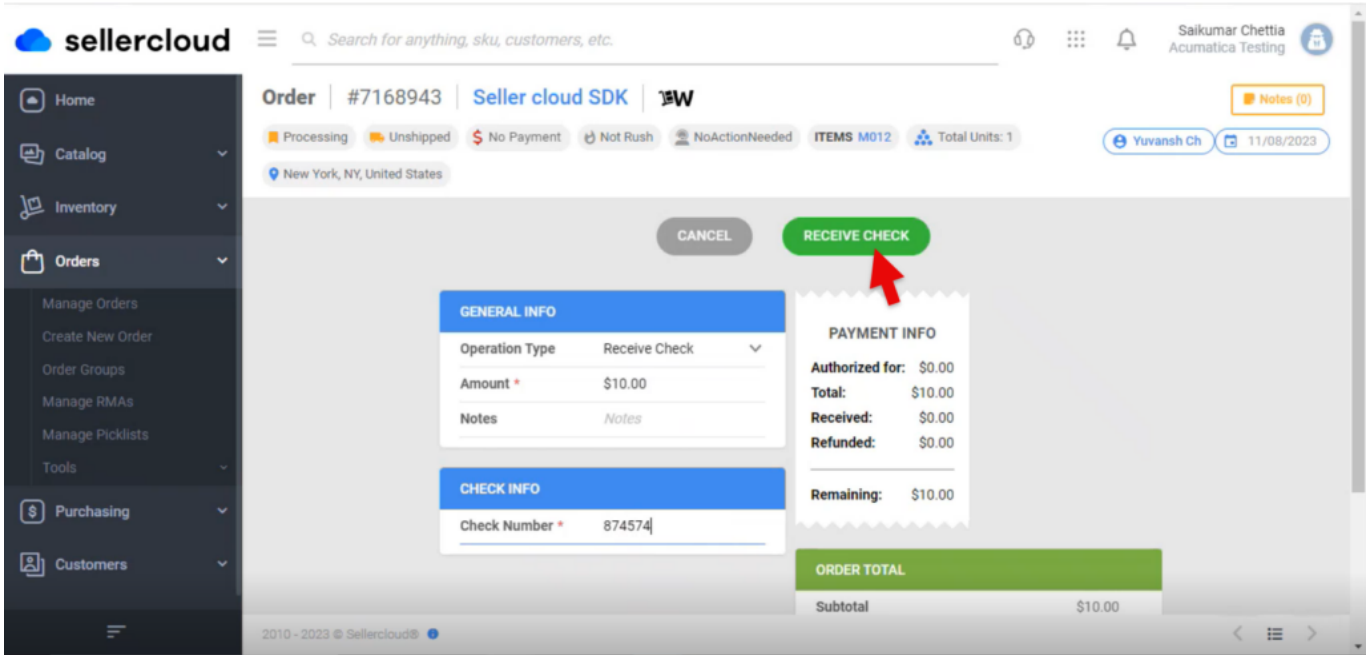 sellercloud
Search for anything, sku, customers, etc.
Saikumar Chettia
Acumatica Testing
Home
Catalog
Inventory
Orders
Manage Orders
Create New Order
Order Groups
Manage RMAs
Manage Picklists
Tools
Purchasing
Customers
Order #7168943 Seller cloud SDK W
Notes (0)
Processing Unshipped $ No Payment Not Rush NoActionNeeded ITEMS M012 Total Units: 1
Yuvansh Ch 11/08/2023
New York, NY, United States
CANCEL RECEIVE CHECK
GENERAL INFO
Operation Type Receive Check
Amount * $10.00
Notes Notes
CHECK INFO
Check Number * 874574
PAYMENT INFO
Authorized for: $0.00
Total: $10.00
Received: $0.00
Refunded: $0.00
Remaining: $10.00
ORDER TOTAL
Subtotal $10.00
2010 - 2023 © Sellercloud®